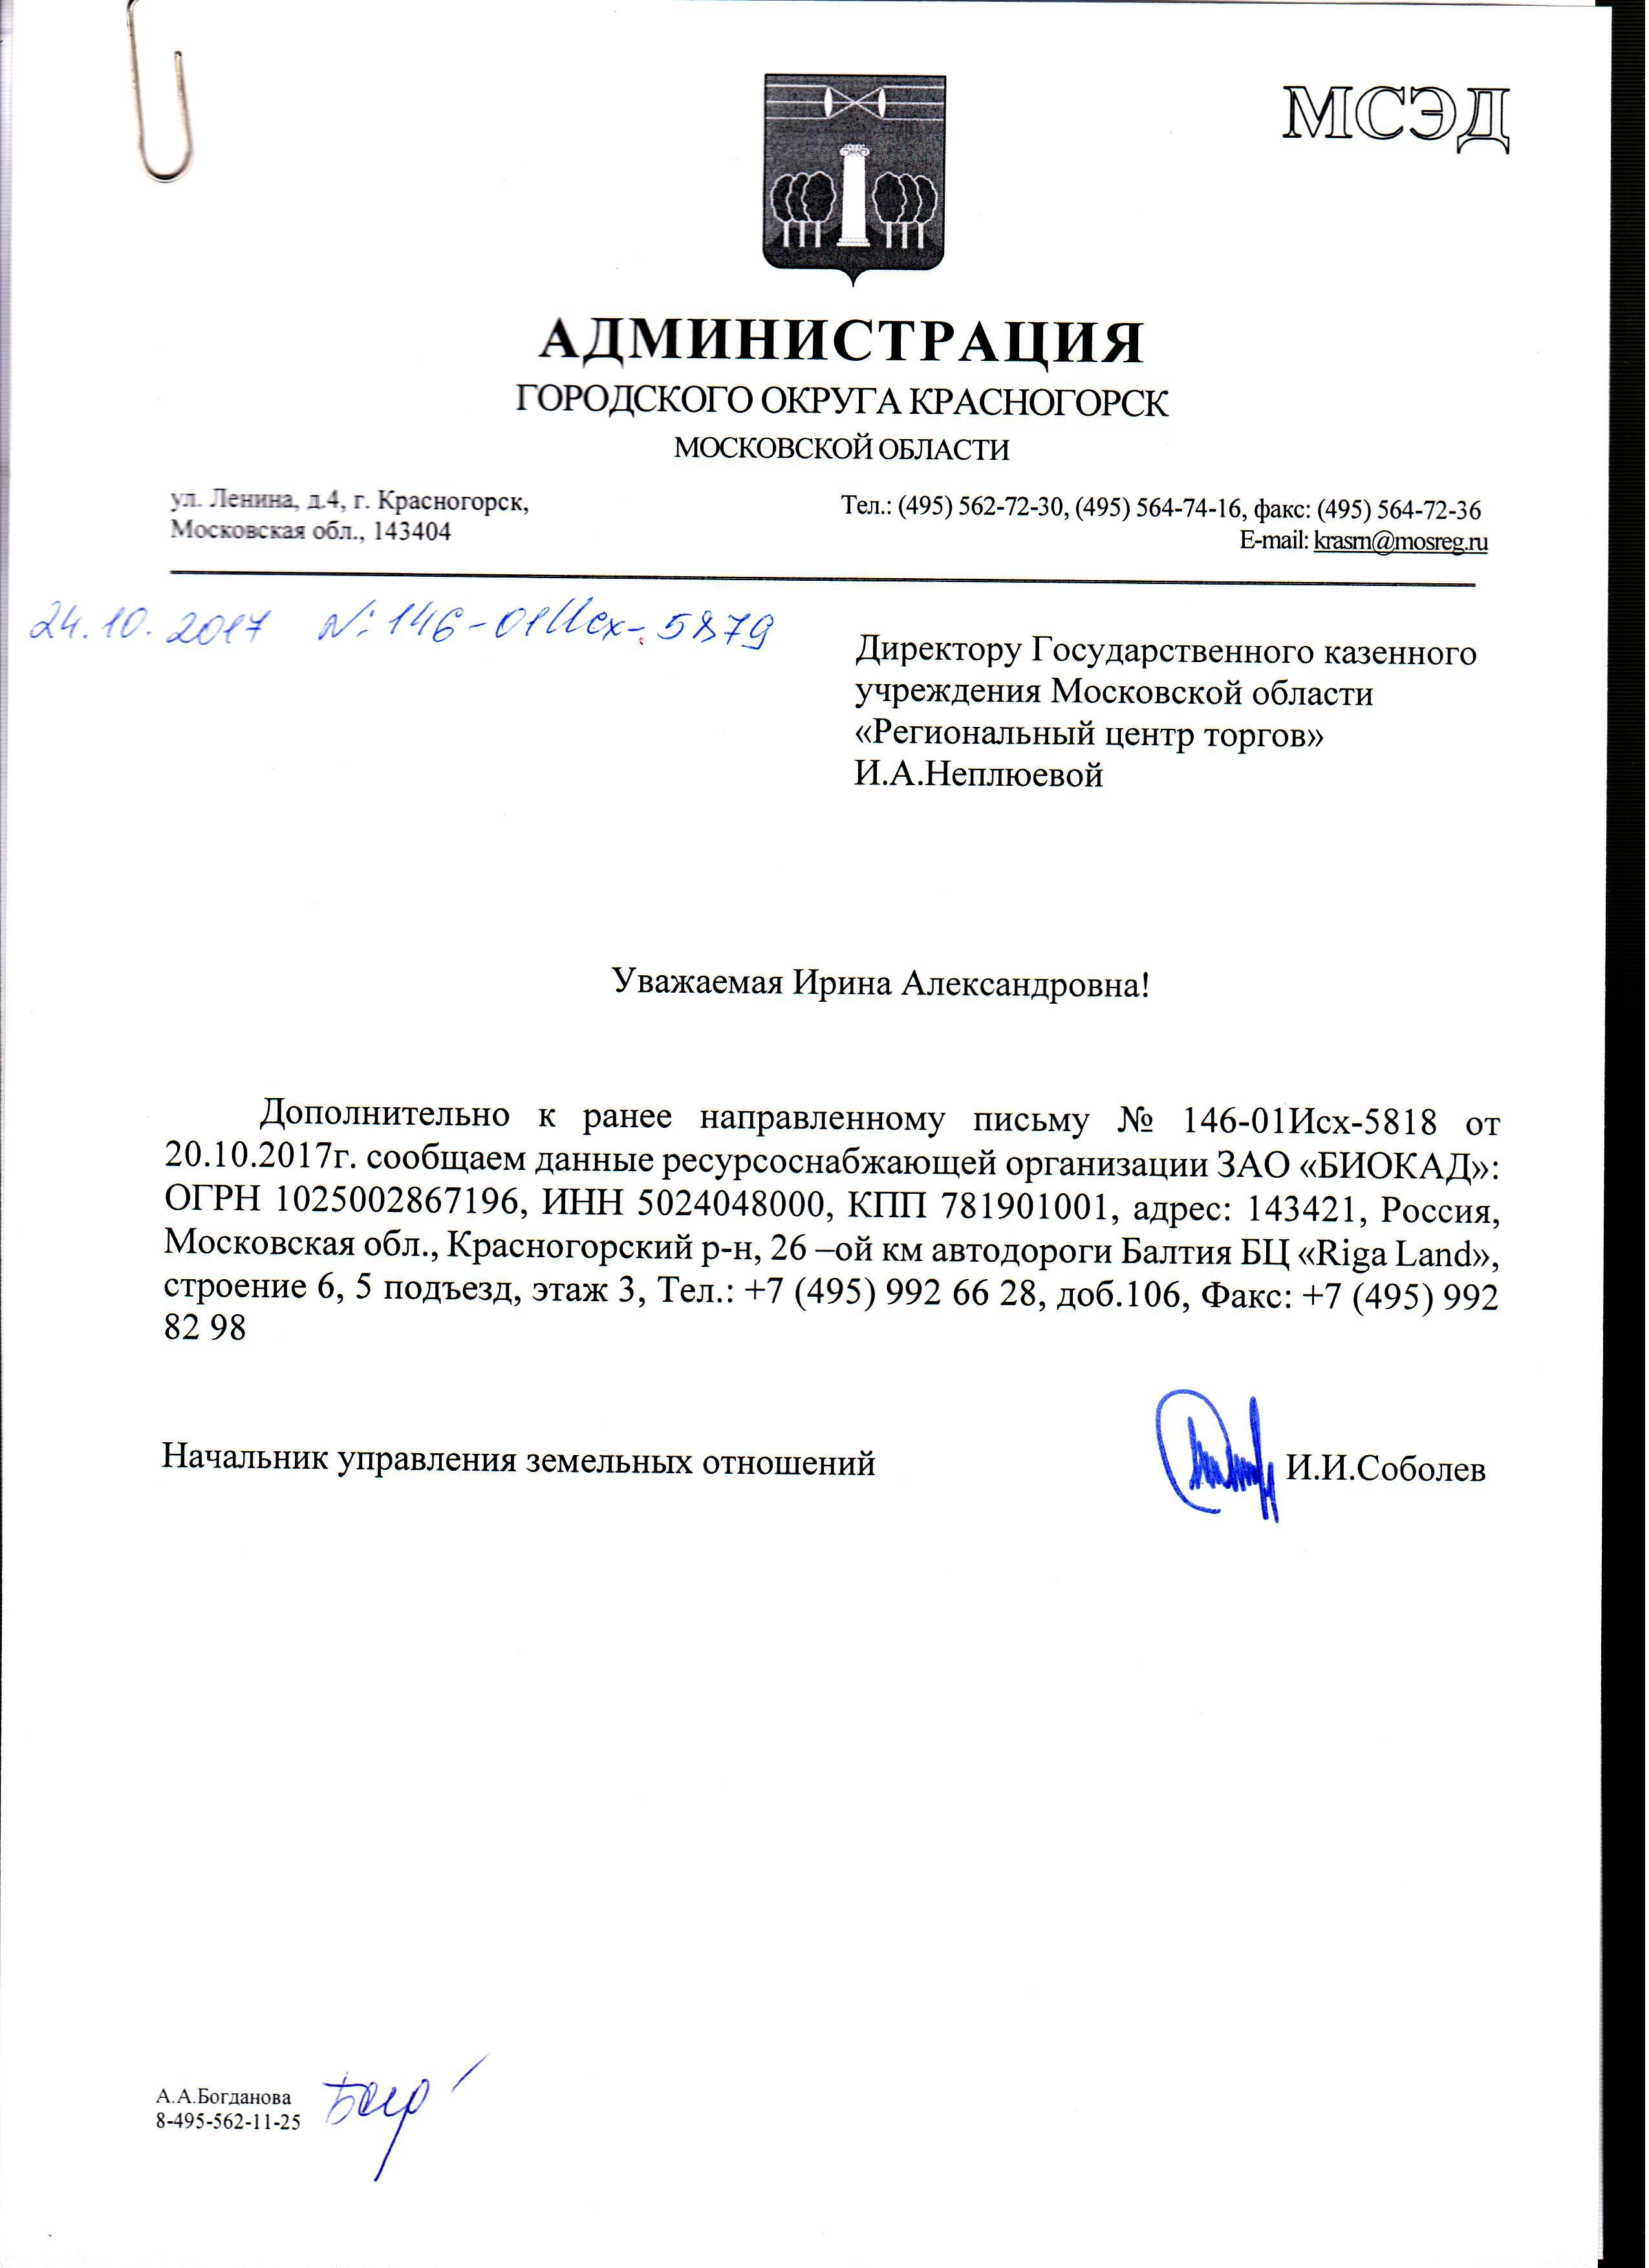 МСЭД
АДМИНИСТРАЦИЯ
ГОРОДСКОГО ОКРУГА КРАСНОГОРСК
МОСКОВСКОЙ ОБЛАСТИ
ул. Ленина, д.4, г. Красногорск,
Московская обл., 143404
Тел.: (495) 562-72-30, (495) 564-74-16, факс: (495) 564-72-36
E-mail: krasrn@mosreg.ru
24.10.2017 №146-01Исх-5879
Директору Государственного казенного
учреждения Московской области
«Региональный центр торгов»
И.А.Неплюевой
Уважаемая Ирина Александровна!
Дополнительно к ранее направленному письму № 146-01Исх-5818 от
20.10.2017г. сообщаем данные ресурсоснабжающей организации ЗАО «БИОКАД»:
ОГРН 1025002867196, ИНН 5024048000, КПП 781901001, адрес: 143421, Россия,
Московская обл., Красногорский р-н, 26 –ой км автодороги Балтия БЦ «Riga Land»,
строение 6, 5 подъезд, этаж 3, Тел.: +7 (495) 992 66 28, доб.106, Факс: +7 (495) 992
82 98
Начальник управления земельных отношений И.И.Соболев
А.А.Богданова
8-495-562-11-25